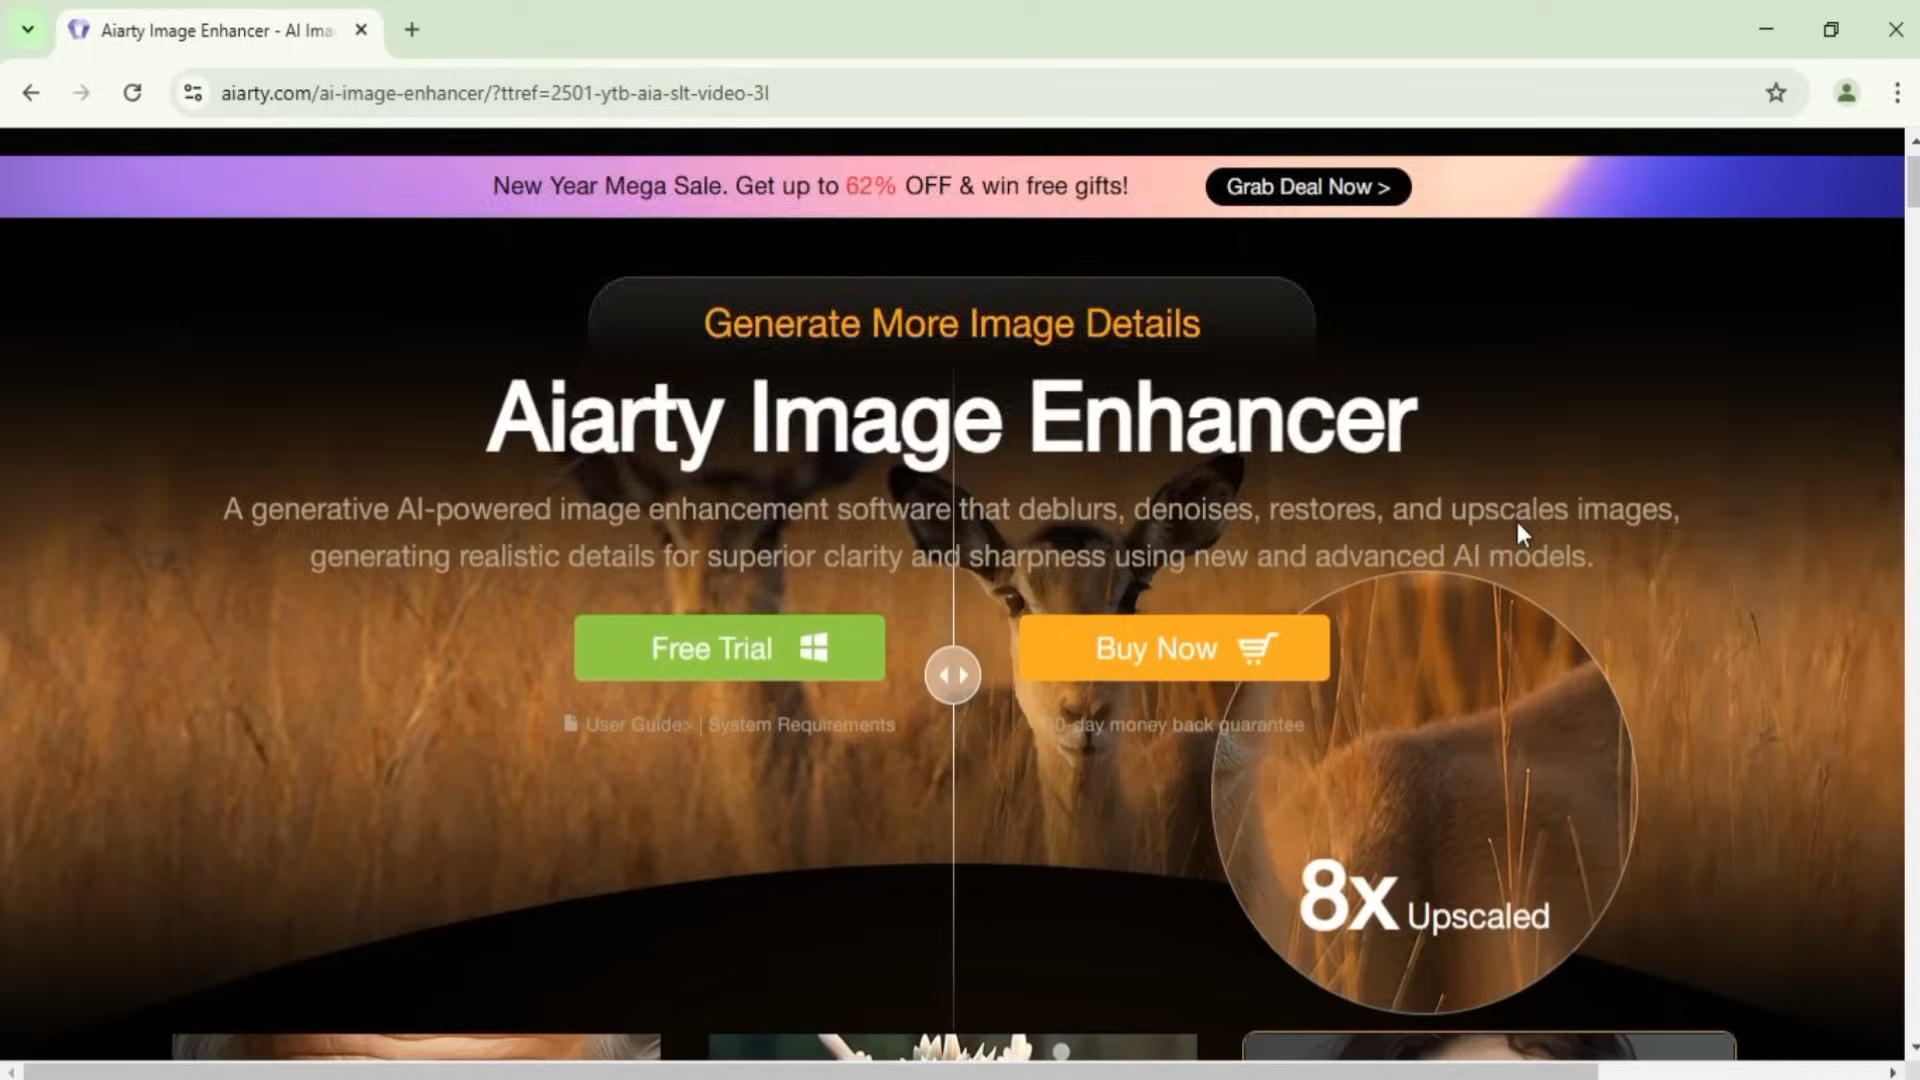 Aiarty Image Enhancer - AI Ima
aiarty.com/ai-image-enhancer/?ttref=2501-ytb-aia-slt-video-3l
New Year Mega Sale. Get up to 62% OFF & win free gifts!
Grab Deal Now >
Generate More Image Details
Aiarty Image Enhancer
A generative AI-powered image enhancement software that deblurs, denoises, restores, and upscales images,
generating realistic details for superior clarity and sharpness using new and advanced AI models.
Free Trial
Buy Now
User Guide> | System Requirements
0-day money back guarantee
8x Upscaled